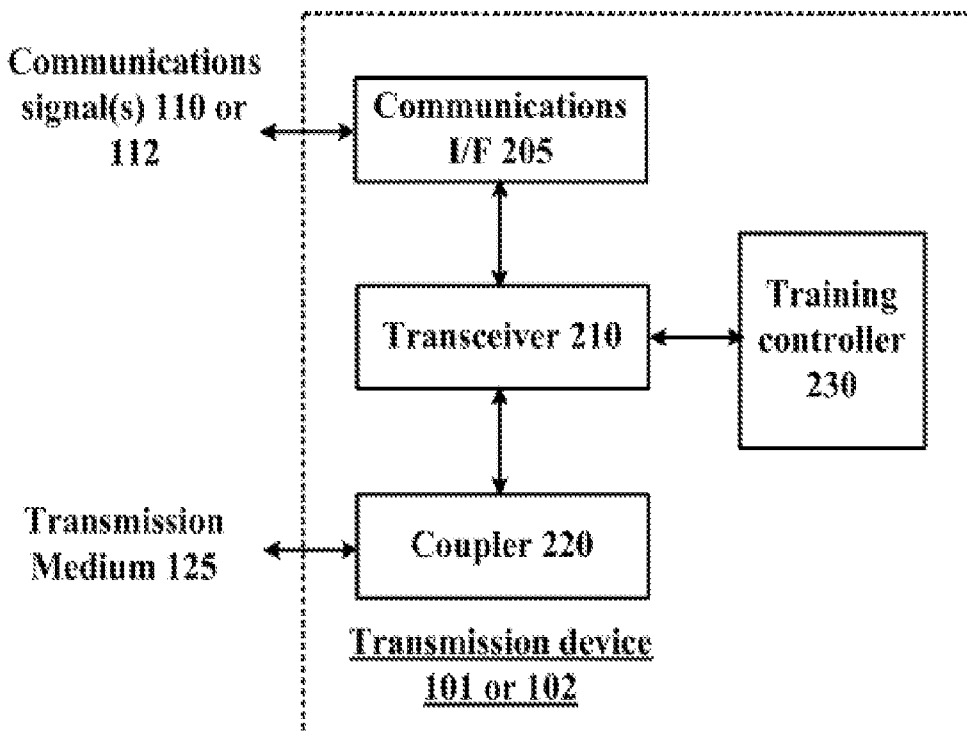 Communications
signal(s) 110 or
112
Communications
I/F 205
Transceiver 210
Training
controller
230
Transmission
Medium 125
Coupler 220
Transmission device
101 or 102